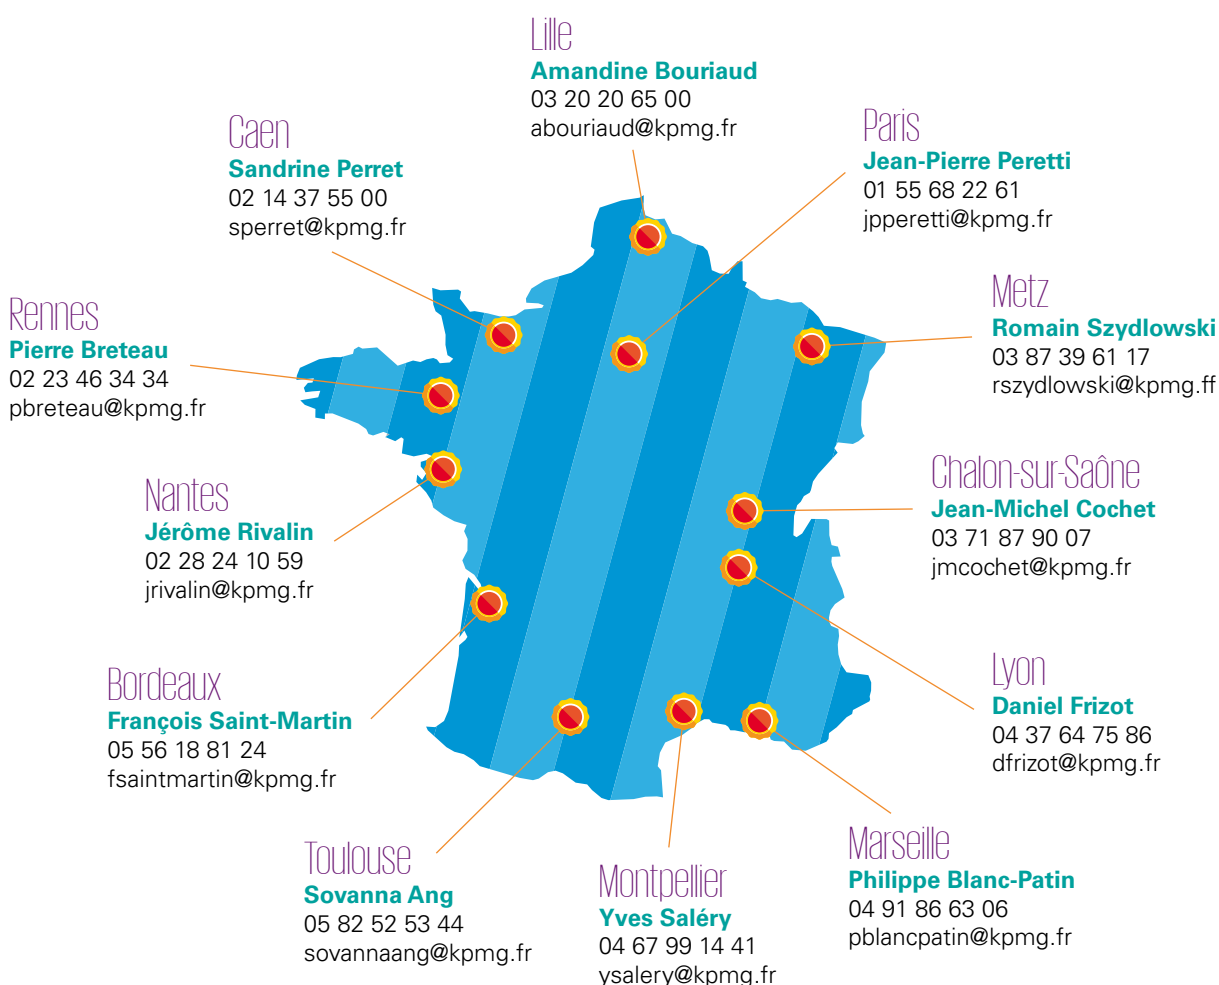 Lille
Amandine Bouriaud
03 20 20 65 00
abouriaud@kpmg.fr
Caen
Sandrine Perret
02 14 37 55 00
sperret@kpmg.fr
Paris
Jean-Pierre Peretti
01 55 68 22 61
jpperetti@kpmg.fr
Rennes
Pierre Breteau
02 23 46 34 34
pbreteau@kpmg.fr
Metz
Romain Szydlowski
03 87 39 61 17
rszydlowski@kpmg.ff
Nantes
Jérôme Rivalin
02 28 24 10 59
jrivalin@kpmg.fr
Chalon-sur-Saône
Jean-Michel Cochet
03 71 87 90 07
jmcochet@kpmg.fr
Bordeaux
François Saint-Martin
05 56 18 81 24
fsaintmartin@kpmg.fr
Lyon
Daniel Frizot
04 37 64 75 86
dfrizot@kpmg.fr
Toulouse
Sovanna Ang
05 82 52 53 44
sovannaang@kpmg.fr
Montpellier
Yves Saléry
04 67 99 14 41
ysalery@kpmg.fr
Marseille
Philippe Blanc-Patin
04 91 86 63 06
pblancpatin@kpmg.fr